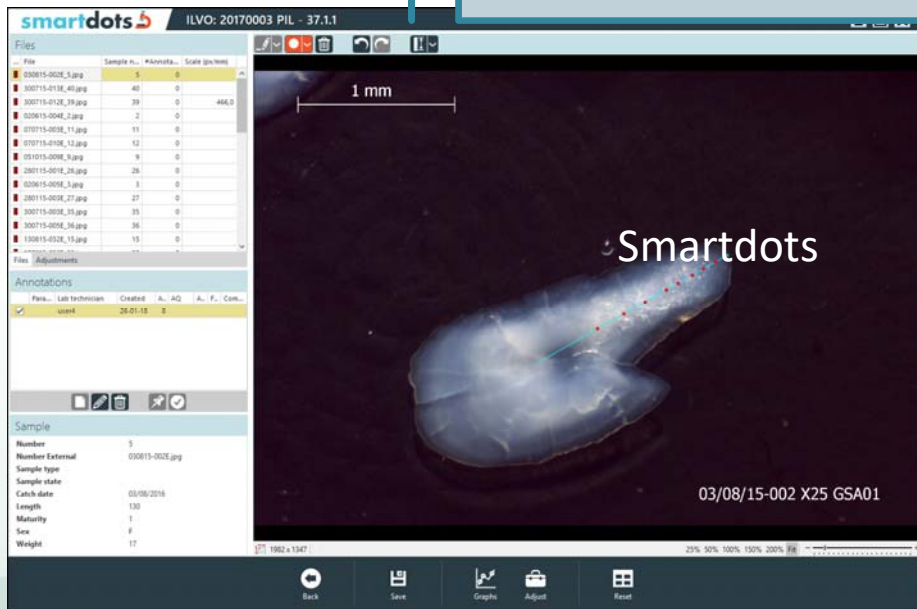 smartdots
ILVO: 20170003 PIL - 37.1.1
Files
... File Sample n... #Annota... Scale (px/mm)
030815-002E_5.jpg 5 0
300715-013E_40.jpg 40 0
300715-012E_39.jpg 39 0 466,0
020615-004E_2.jpg 2 0
070715-003E_11.jpg 11 0
070715-010E_12.jpg 12 0
051015-009E_9.jpg 9 0
280115-001E_26.jpg 26 0
020615-005E_3.jpg 3 0
280115-003E_27.jpg 27 0
300715-003E_35.jpg 35 0
300715-005E_36.jpg 36 0
130815-032E_15.jpg 15 0
Files Adjustments
Annotations
Para... Lab technician Created A.. AQ A.. F.. Com...
user4 26-01-18 8
Sample
Number 5
Number External 030815-002E.jpg
Sample type
Sample state
Catch date 03/08/2016
Length 130
Maturity 1
Sex F
Weight 17
1 mm
Smartdots
03/08/15-002 X25 GSA01
1982 x 1347
25% 50% 100% 150% 200% Fit
Back Save Graphs Adjust Reset